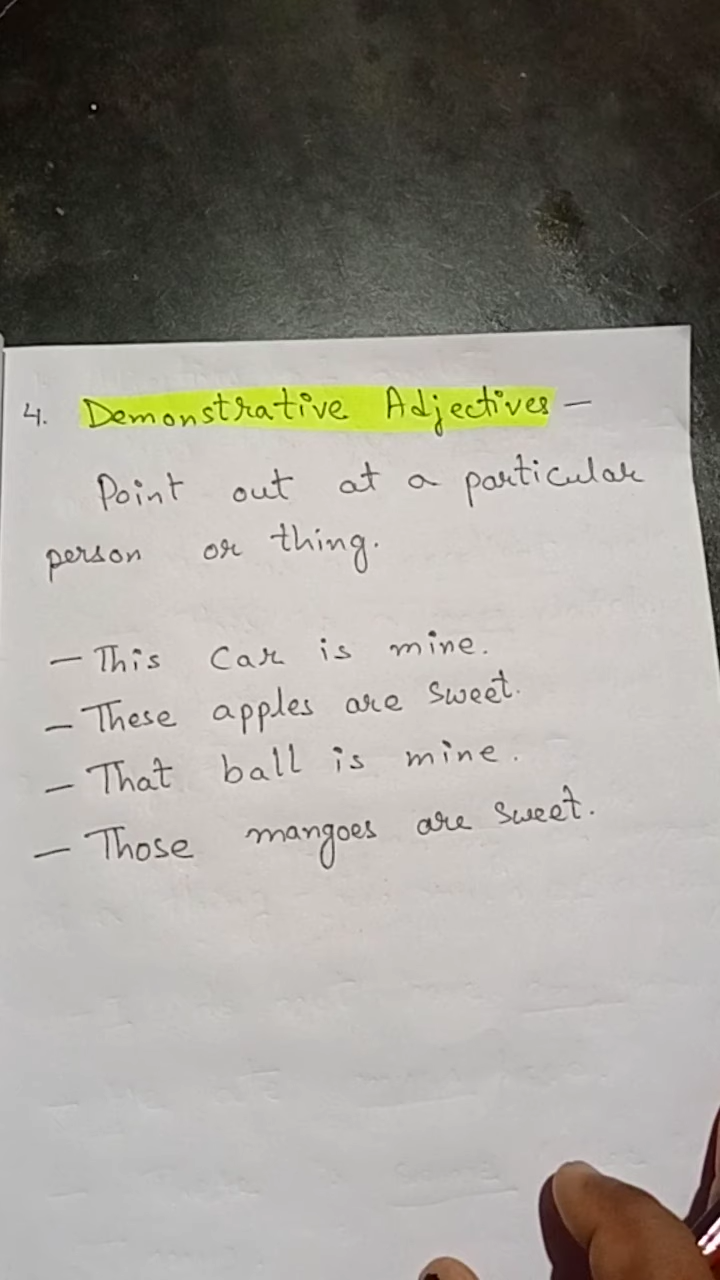 4. Demonstrative Adjectives —
Point out at a particular
person or thing.
— This Car is mine.
— These apples are sweet.
— That ball is mine.
— Those mangoes are sweet.